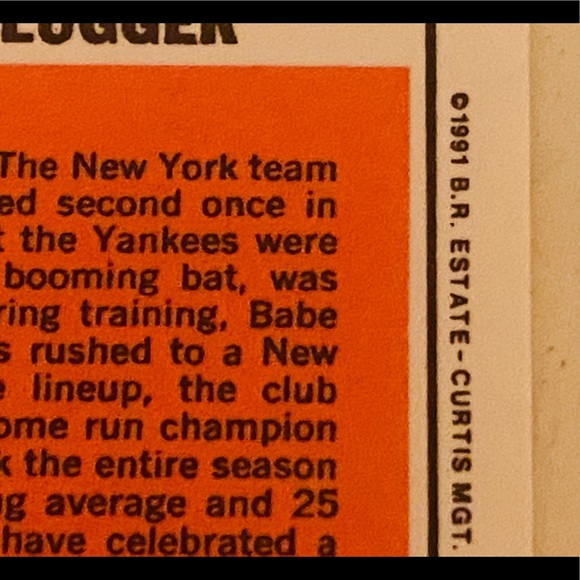 LUGGER
The New York team
ed second once in
t the Yankees were
booming bat, was
ring training, Babe
s rushed to a New
e lineup, the club
ome run champion
k the entire season
ng average and 25
have celebrated a
©1991 B.R. ESTATE-CURTIS MGT.